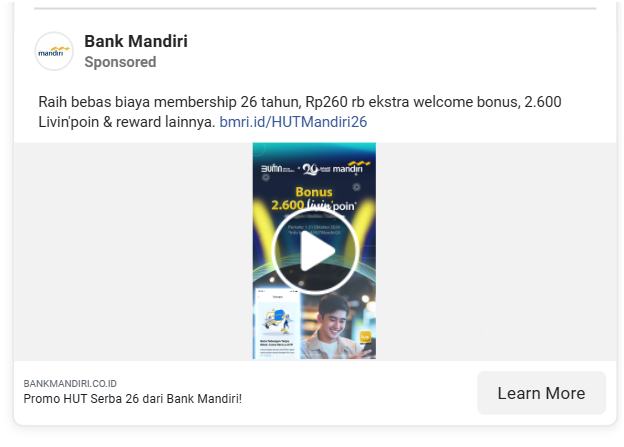 mandiri
Bank Mandiri
Sponsored
Raih bebas biaya membership 26 tahun, Rp260 rb ekstra welcome bonus, 2.600
Livin'poin & reward lainnya. bmri.id/HUTMandiri26
BUMN 26 mandiri
Bonus
2.600 livin'poin*
BANKMANDIRI.CO.ID
Promo HUT Serba 26 dari Bank Mandiri!
Learn More